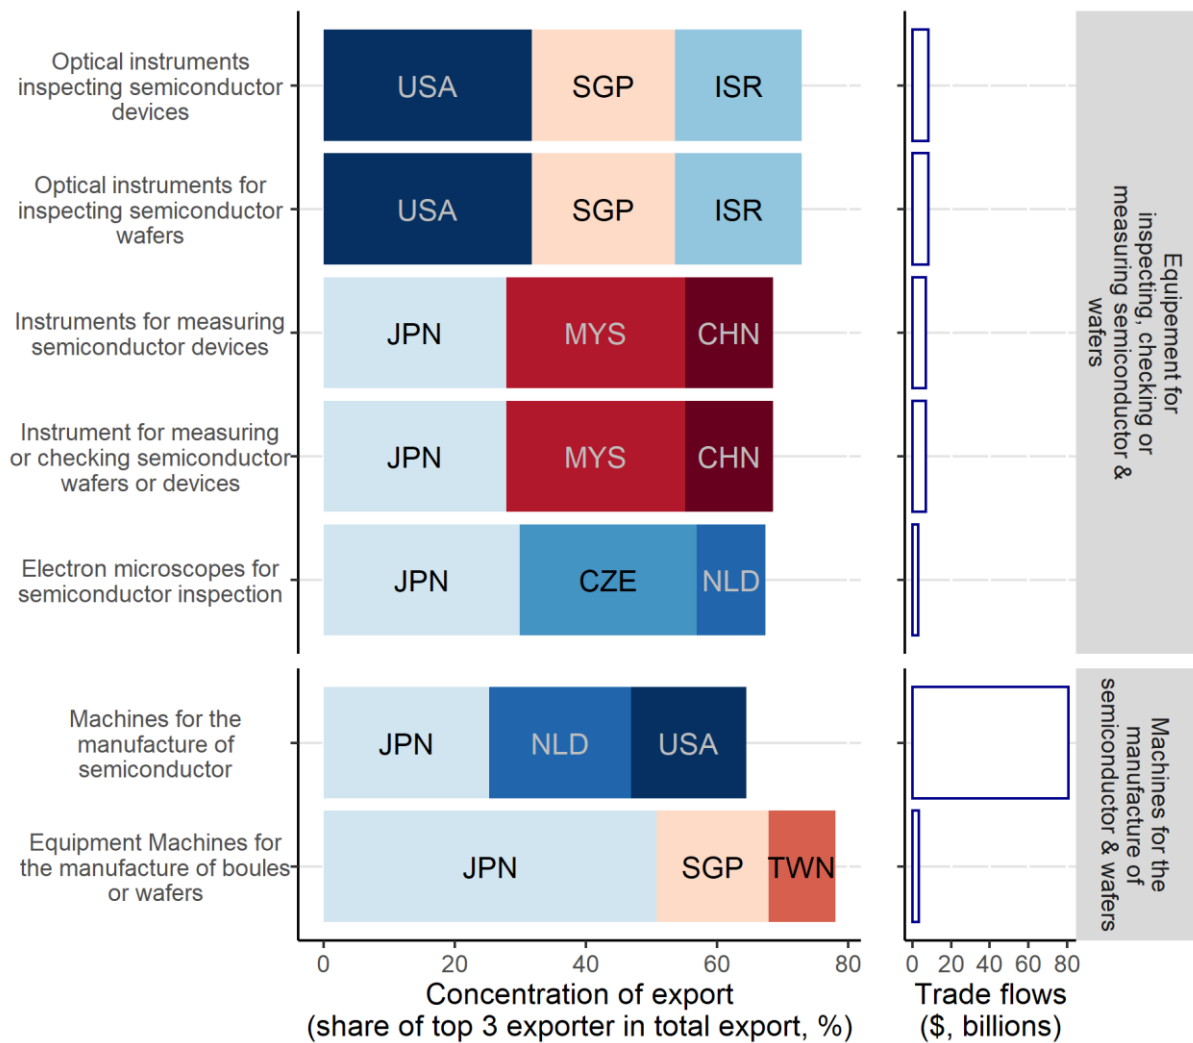 Optical instruments
inspecting semiconductor
devices
USA
SGP
ISR
Optical instruments for
inspecting semiconductor
wafers
USA
SGP
ISR
Instruments for measuring
semiconductor devices
JPN
MYS
CHN
Instrument for measuring
or checking semiconductor
wafers or devices
JPN
MYS
CHN
Electron microscopes for
semiconductor inspection
JPN
CZE
NLD
Equipement for
inspecting, checking or
measuring semiconductor &
wafers
Machines for the
manufacture of
semiconductor
JPN
NLD
USA
Equipment Machines for
the manufacture of boules
or wafers
JPN
SGP
TWN
Machines for the
manufacture of
semiconductor & wafers
0 20 40 60 80
Concentration of export
(share of top 3 exporter in total export, %)
0 20 40 60 80
Trade flows
($, billions)